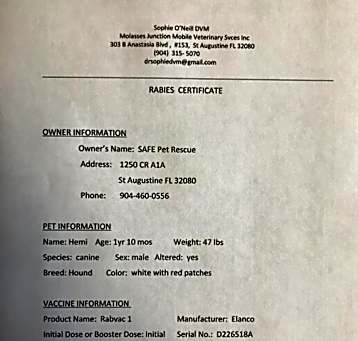 Sophie O'Neill DVM
Molasses Junction Mobile Veterinary Svces Inc
303 B Anastasia Blvd, #153, St Augustine FL 32080
(904) 315-5070
drsophiedvm@gmail.com
RABIES CERTIFICATE
OWNER INFORMATION
Owner's Name: SAFE Pet Rescue
Address: 1250 CR A1A
St Augustine FL 32080
Phone: 904-460-0556
PET INFORMATION
Name: Hemi Age: 1yr 10 mos Weight: 47 lbs
Species: canine Sex: male Altered: yes
Breed: Hound Color: white with red patches
VACCINE INFORMATION
Product Name: Rabvac 1 Manufacturer: Elanco
Initial Dose or Booster Dose: Initial Serial No.: D226518A